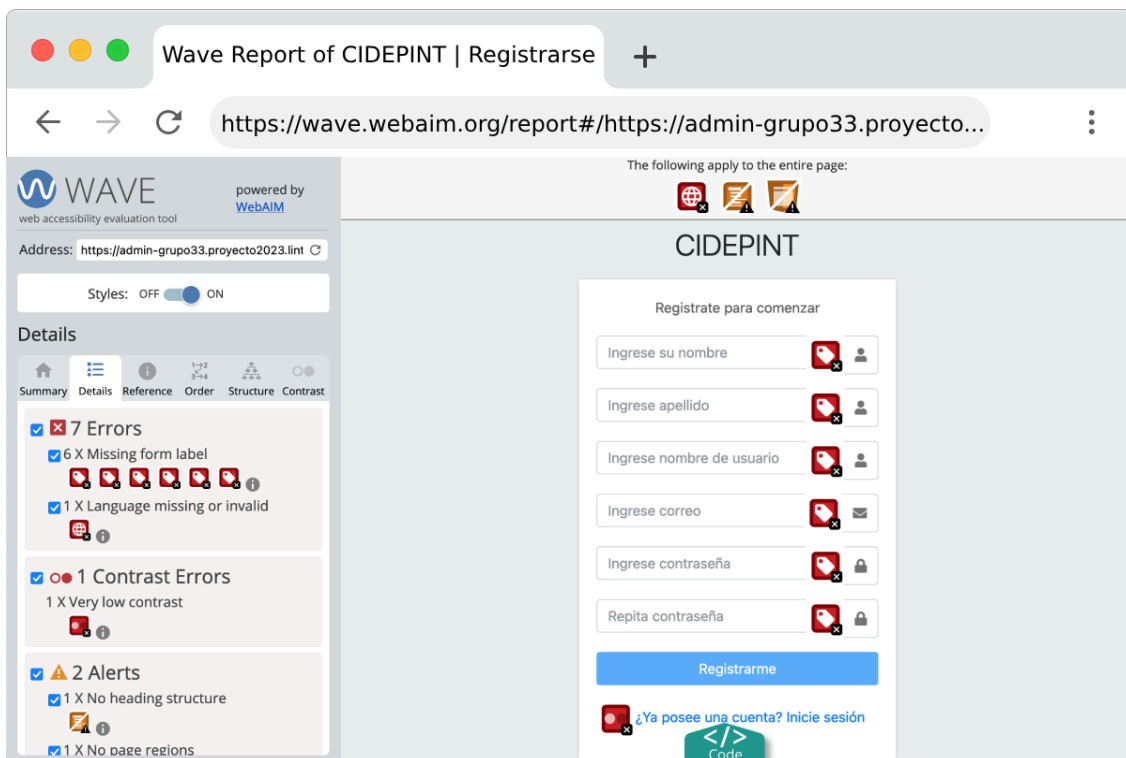 Wave Report of CIDEPINT | Registrarse
https://wave.webaim.org/report#/https://admin-grupo33.proyecto...
WAVE
web accessibility evaluation tool
powered by
WebAIM
Address: https://admin-grupo33.proyecto2023.lint
Styles: OFF ON
Details
Summary Details Reference Order Structure Contrast
7 Errors
6 X Missing form label
1 X Language missing or invalid
1 Contrast Errors
1 X Very low contrast
2 Alerts
1 X No heading structure
1 X No page regions
The following apply to the entire page:
CIDEPINT
Registrate para comenzar
Ingrese su nombre
Ingrese apellido
Ingrese nombre de usuario
Ingrese correo
Ingrese contraseña
Repita contraseña
Registrarme
¿Ya posee una cuenta? Inicie sesión
</>
Code